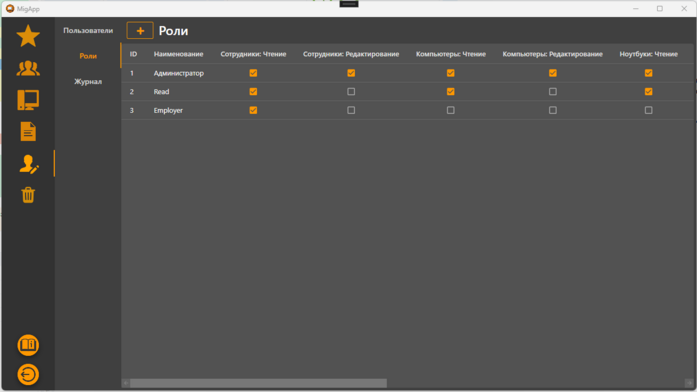 MigApp
Пользователи
Роли
Журнал
+ Роли
ID Наименование Сотрудники: Чтение Сотрудники: Редактирование Компьютеры: Чтение Компьютеры: Редактирование Ноутбуки: Чтение
1 Администратор
2 Read
3 Employer